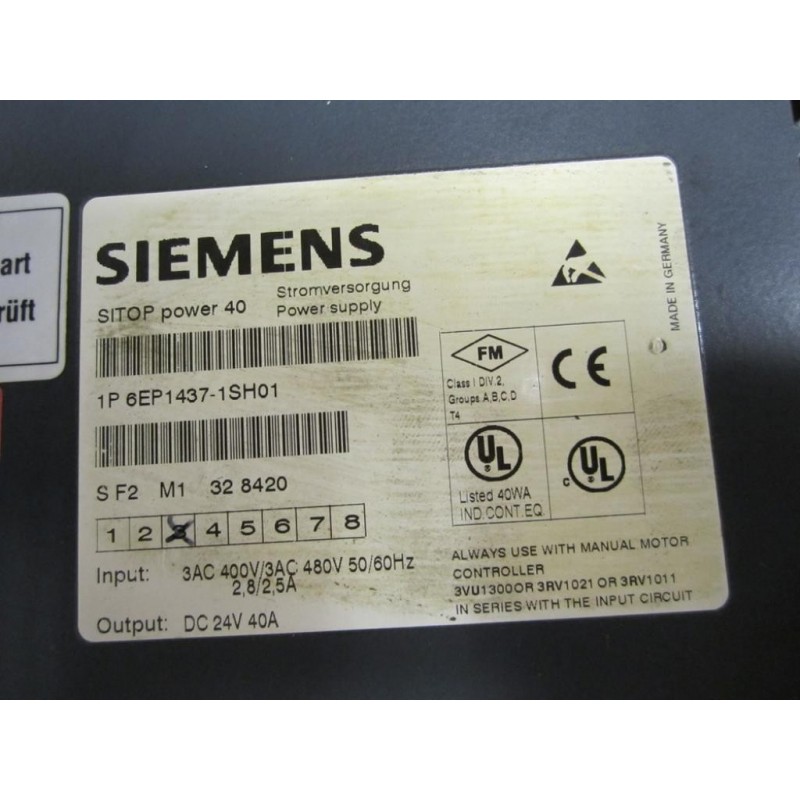 art
rüft
SIEMENS
SITOP power 40
Stromversorgung
Power supply
1P 6EP1437-1SH01
S F2 M1 32 8420
1 2 3 4 5 6 7 8
Input: 3AC 400V/3AC 480V 50/60Hz
2,8/2,5A
Output: DC 24V 40A
MADE IN GERMANY
FM
Class I DIV.2,
Groups A,B,C,D
T4
CE
UL
Listed 40WA
IND.CONT.EQ
c UL
ALWAYS USE WITH MANUAL MOTOR
CONTROLLER
3VU1300OR 3RV1021 OR 3RV1011
IN SERIES WITH THE INPUT CIRCUIT